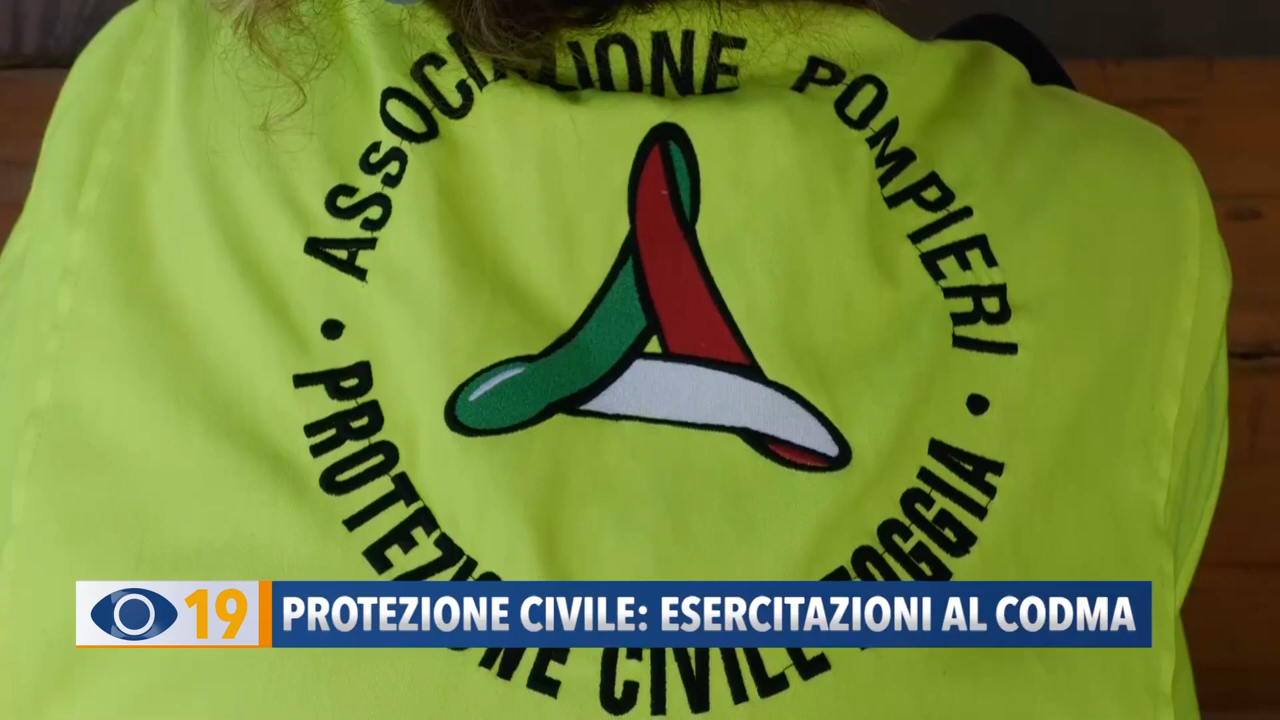 ASSOCIAZIONE POMPIERI
• PROTEZIONE CIVILE FOGGIA •
19
PROTEZIONE CIVILE: ESERCITAZIONI AL CODMA